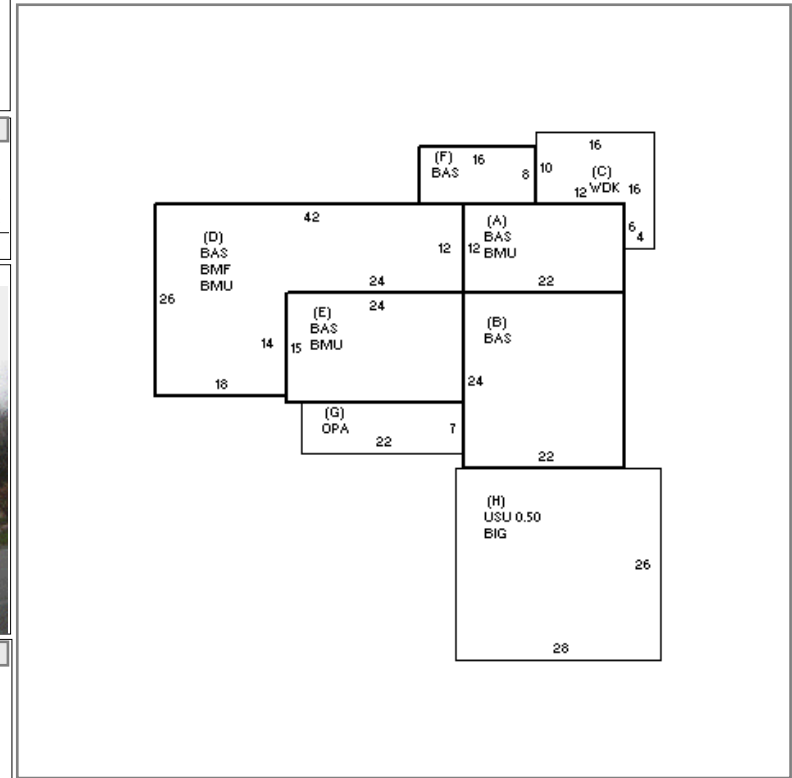 16
(F) 16
BAS 8
10
(C)
12 WDK 16
6
4
42
(D)
BAS
BMF
BMU
12
24
26
14
18
(A)
12 BAS
BMU
22
24
(E)
15 BAS
BMU
(B)
BAS
24
22
(G)
OPA 7
22
(H)
USU 0.50
BIG
26
28